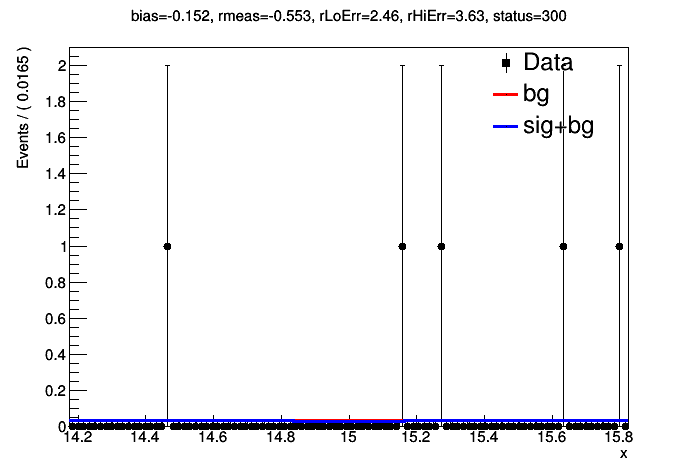 bias=-0.152, rmeas=-0.553, rLoErr=2.46, rHiErr=3.63, status=300
Events / ( 0.0165 )
2
1.8
1.6
1.4
1.2
1
0.8
0.6
0.4
0.2
0
Data
bg
sig+bg
14.2 14.4 14.6 14.8 15 15.2 15.4 15.6 15.8
x